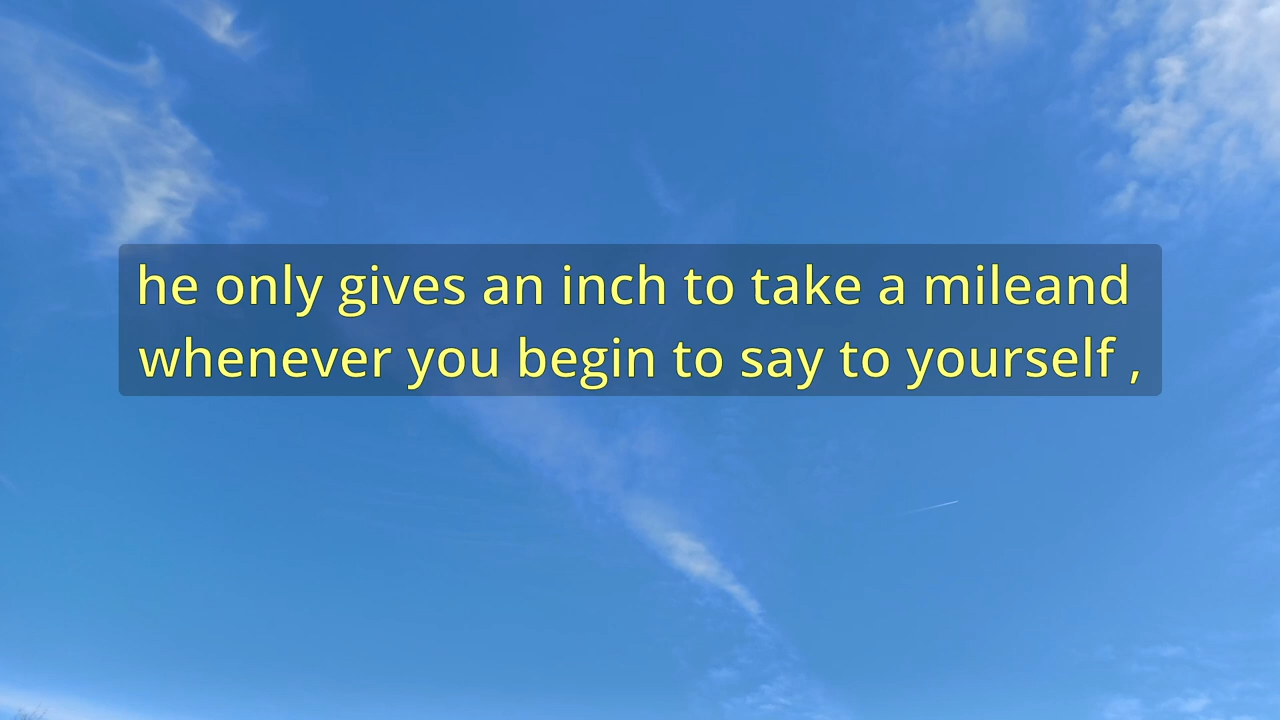 he only gives an inch to take a mileand
whenever you begin to say to yourself ,